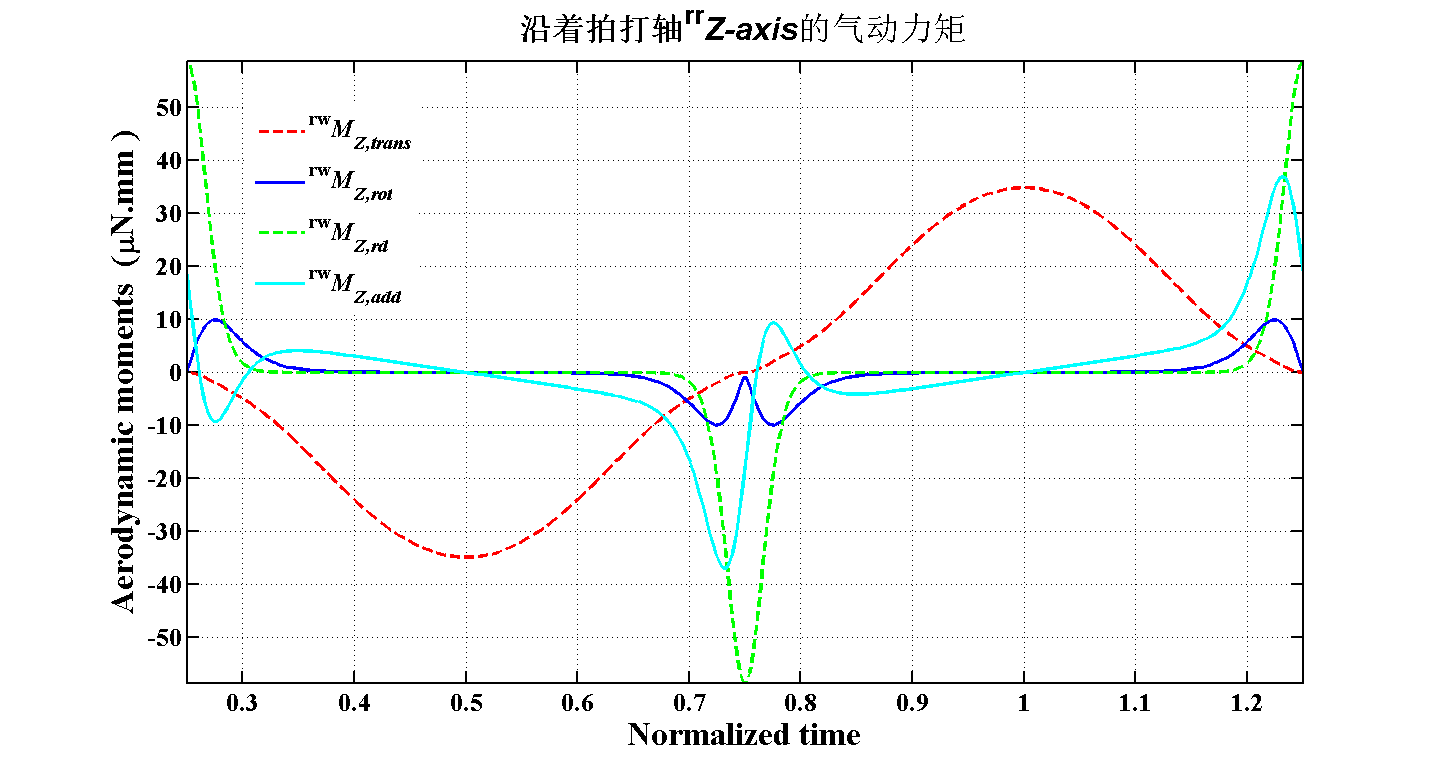 沿着拍打轴rrZ-axis的气动力矩
Aerodynamic moments (μN.mm)
50
40
30
20
10
0
-10
-20
-30
-40
-50
rwMZ,trans
rwMZ,rot
rwMZ,rd
rwMZ,add
0.3 0.4 0.5 0.6 0.7 0.8 0.9 1 1.1 1.2
Normalized time